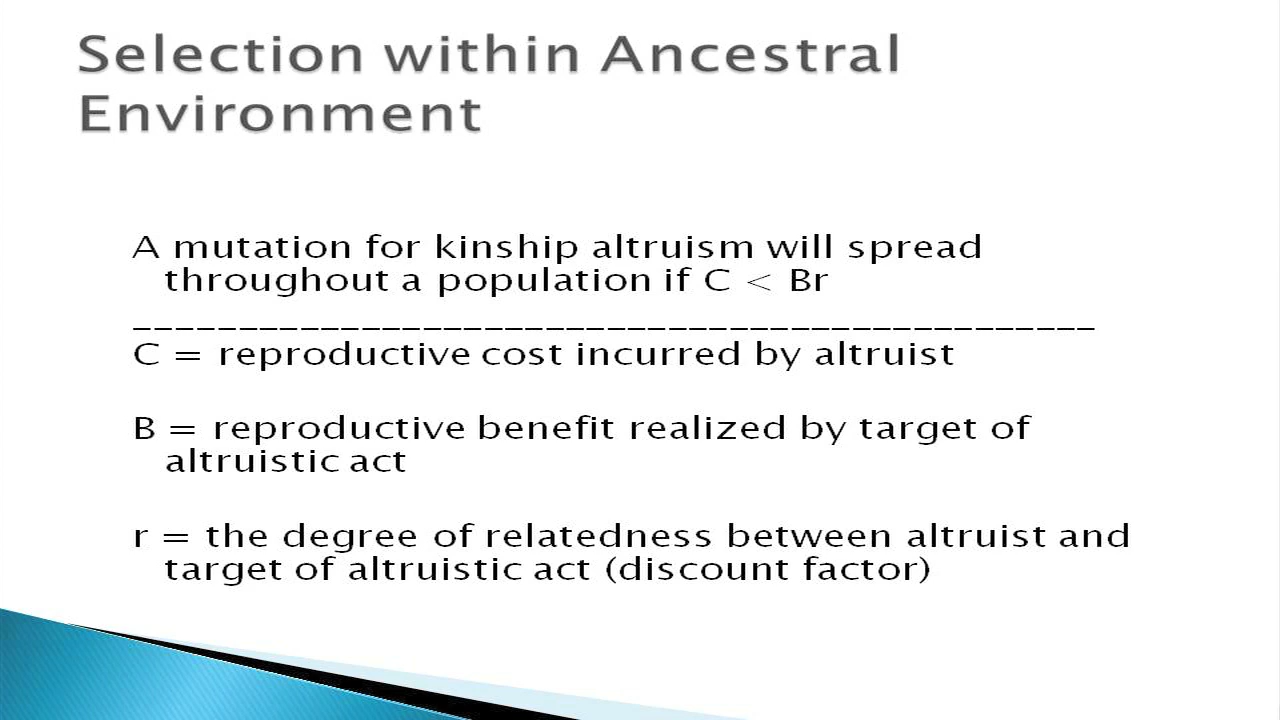 Selection within Ancestral
Environment
A mutation for kinship altruism will spread
throughout a population if C < Br
_______________________________________________
C = reproductive cost incurred by altruist
B = reproductive benefit realized by target of
altruistic act
r = the degree of relatedness between altruist and
target of altruistic act (discount factor)